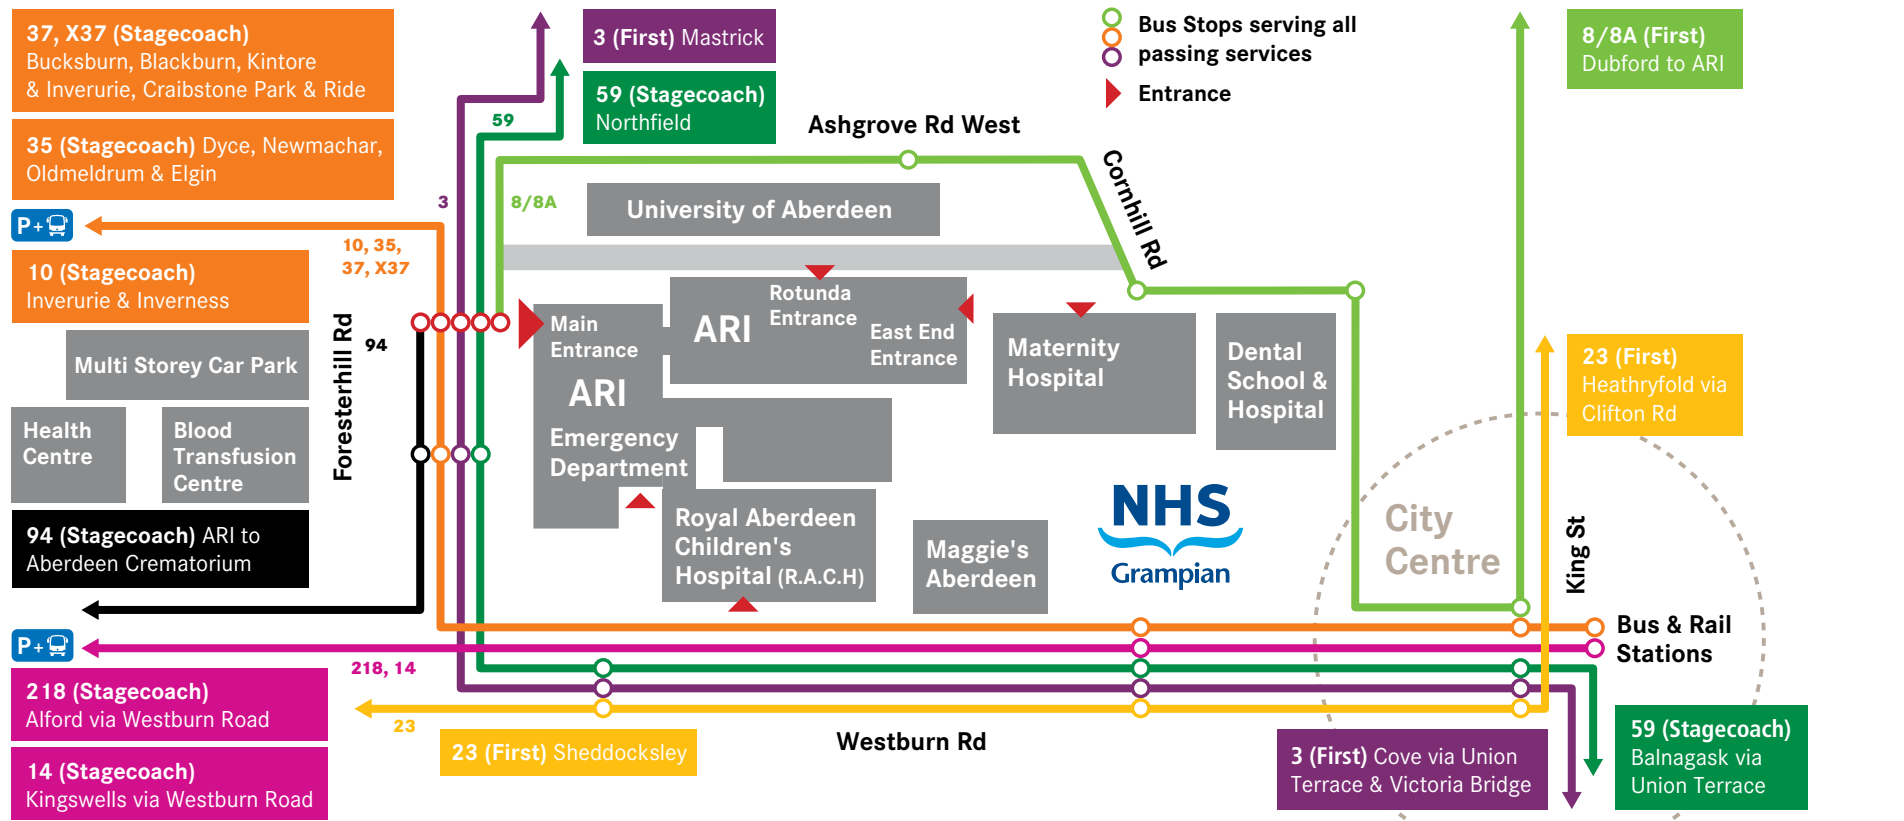 37, X37 (Stagecoach)
Bucksburn, Blackburn, Kintore
& Inverurie, Craibstone Park & Ride
35 (Stagecoach) Dyce, Newmachar,
Oldmeldrum & Elgin
P+
10, 35,
37, X37
10 (Stagecoach)
Inverurie & Inverness
Multi Storey Car Park
Health
Centre
Blood
Transfusion
Centre
Foresterhill Rd
94
94 (Stagecoach) ARI to
Aberdeen Crematorium
P+
218, 14
218 (Stagecoach)
Alford via Westburn Road
14 (Stagecoach)
Kingswells via Westburn Road
23
23 (First) Sheddocksley
3 (First) Mastrick
59 (Stagecoach)
Northfield
59
3
8/8A
Ashgrove Rd West
Cornhill Rd
University of Aberdeen
Main
Entrance
ARI
Emergency
Department
ARI
Rotunda
Entrance
East End
Entrance
Maternity
Hospital
Dental
School &
Hospital
Royal Aberdeen
Children's
Hospital (R.A.C.H)
Maggie's
Aberdeen
NHS
Grampian
Westburn Rd
Bus Stops serving all
passing services
Entrance
8/8A (First)
Dubford to ARI
23 (First)
Heathryfold via
Clifton Rd
City
Centre
King St
Bus & Rail
Stations
3 (First) Cove via Union
Terrace & Victoria Bridge
59 (Stagecoach)
Balnagask via
Union Terrace